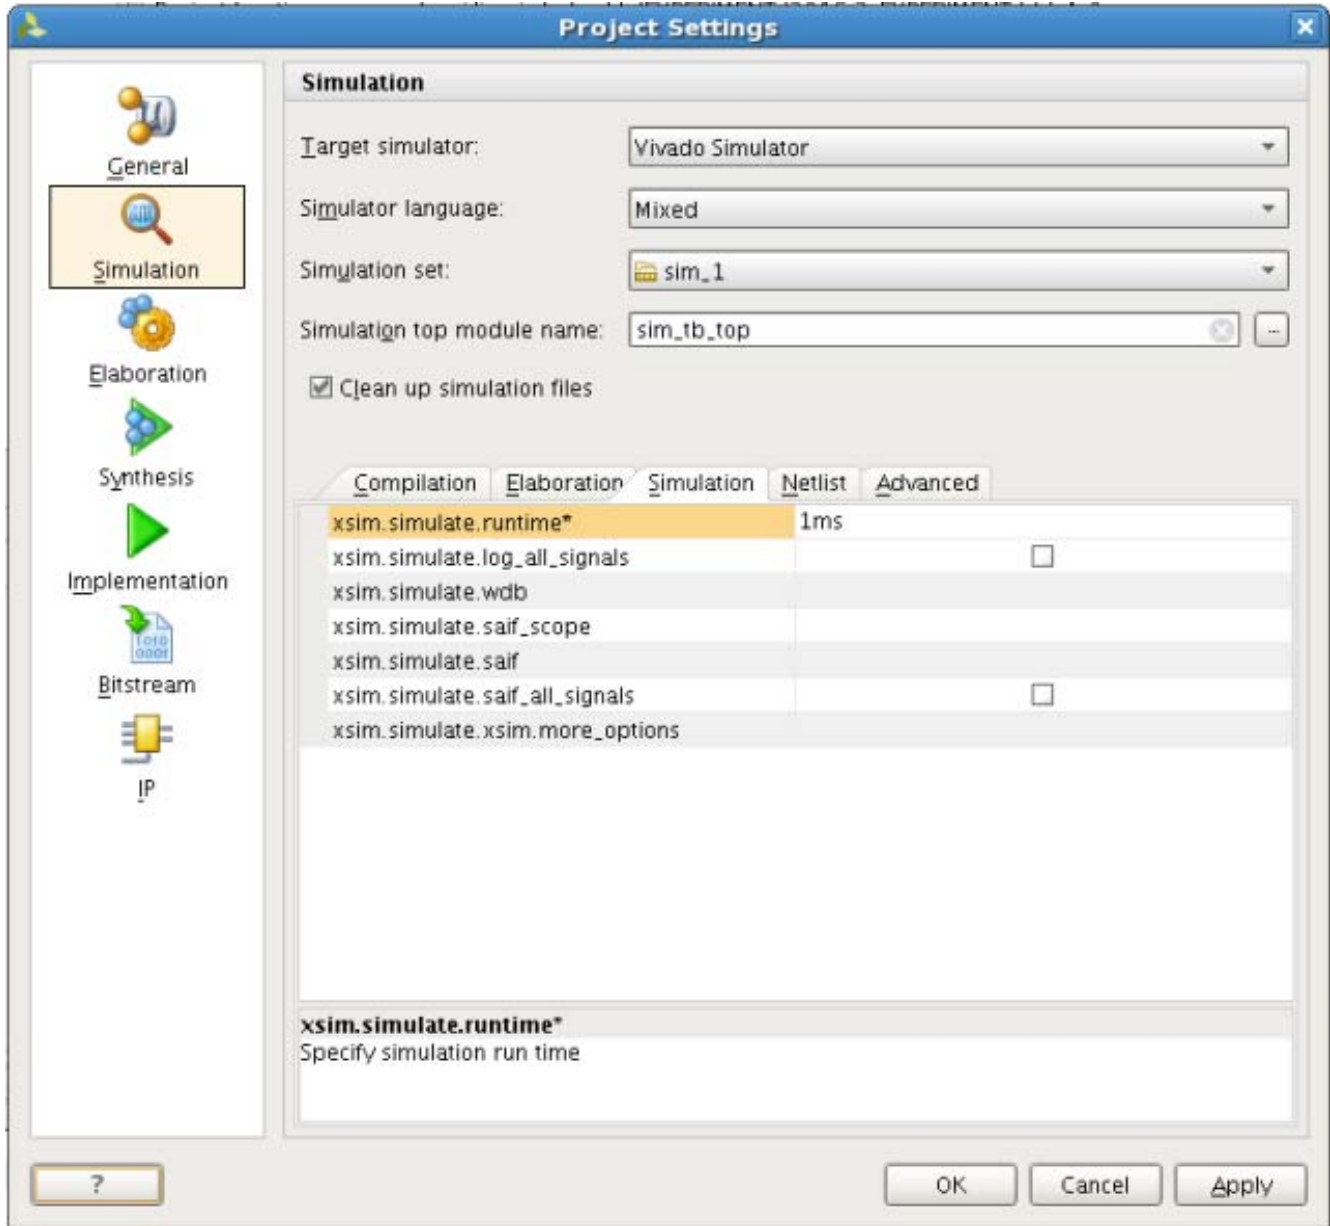 Project Settings
General
Simulation
Elaboration
Synthesis
Implementation
Bitstream
IP
Simulation
Target simulator: Vivado Simulator
Simulator language: Mixed
Simulation set: sim_1
Simulation top module name: sim_tb_top ...
Clean up simulation files
Compilation Elaboration Simulation Netlist Advanced
xsim.simulate.runtime* 1ms
xsim.simulate.log_all_signals
xsim.simulate.wdb
xsim.simulate.saif_scope
xsim.simulate.saif
xsim.simulate.saif_all_signals
xsim.simulate.xsim.more_options
xsim.simulate.runtime*
Specify simulation run time
? OK Cancel Apply